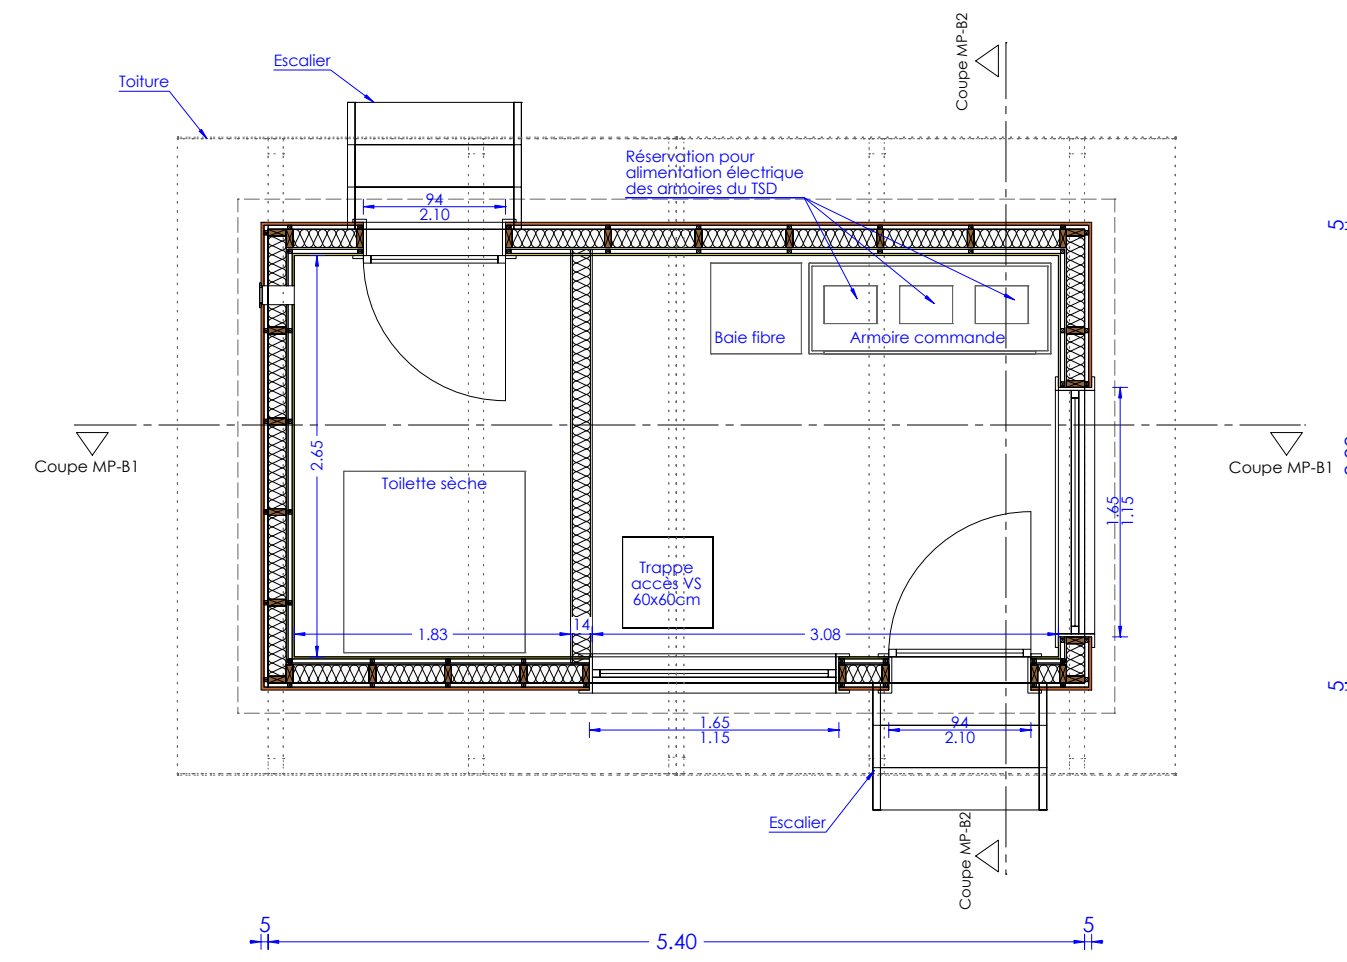 Coupe MP-B2
Escalier
Toiture
Réservation pour
alimentation électrique
des armoires du TSD
94
2.10
5
Baie fibre
Armoire commande
2.65
Coupe MP-B1
Coupe MP-B1
Toilette sèche
1.65
1.15
Trappe
accès VS
60x60cm
1.83
14
3.08
5
1.65
1.15
94
2.10
Escalier
Coupe MP-B2
5
5.40
5